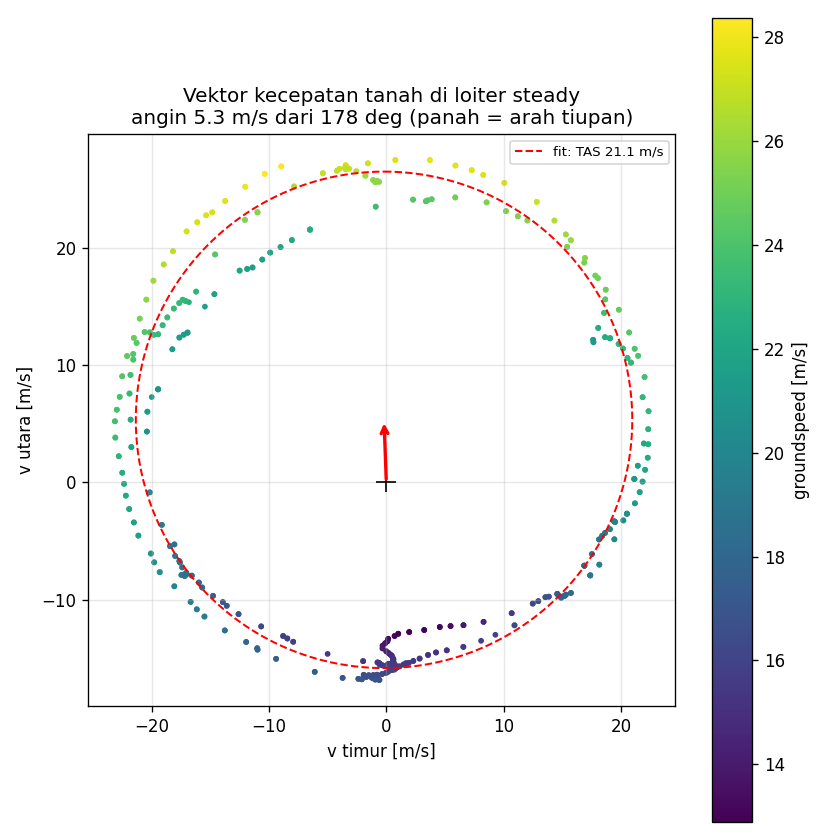 Vektor kecepatan tanah di loiter steady
angin 5.3 m/s dari 178 deg (panah = arah tiupan)
fit: TAS 21.1 m/s
v utara [m/s]
20
10
0
−10
−20
−10
0
10
20
v timur [m/s]
28
26
24
22
20
18
16
14
groundspeed [m/s]